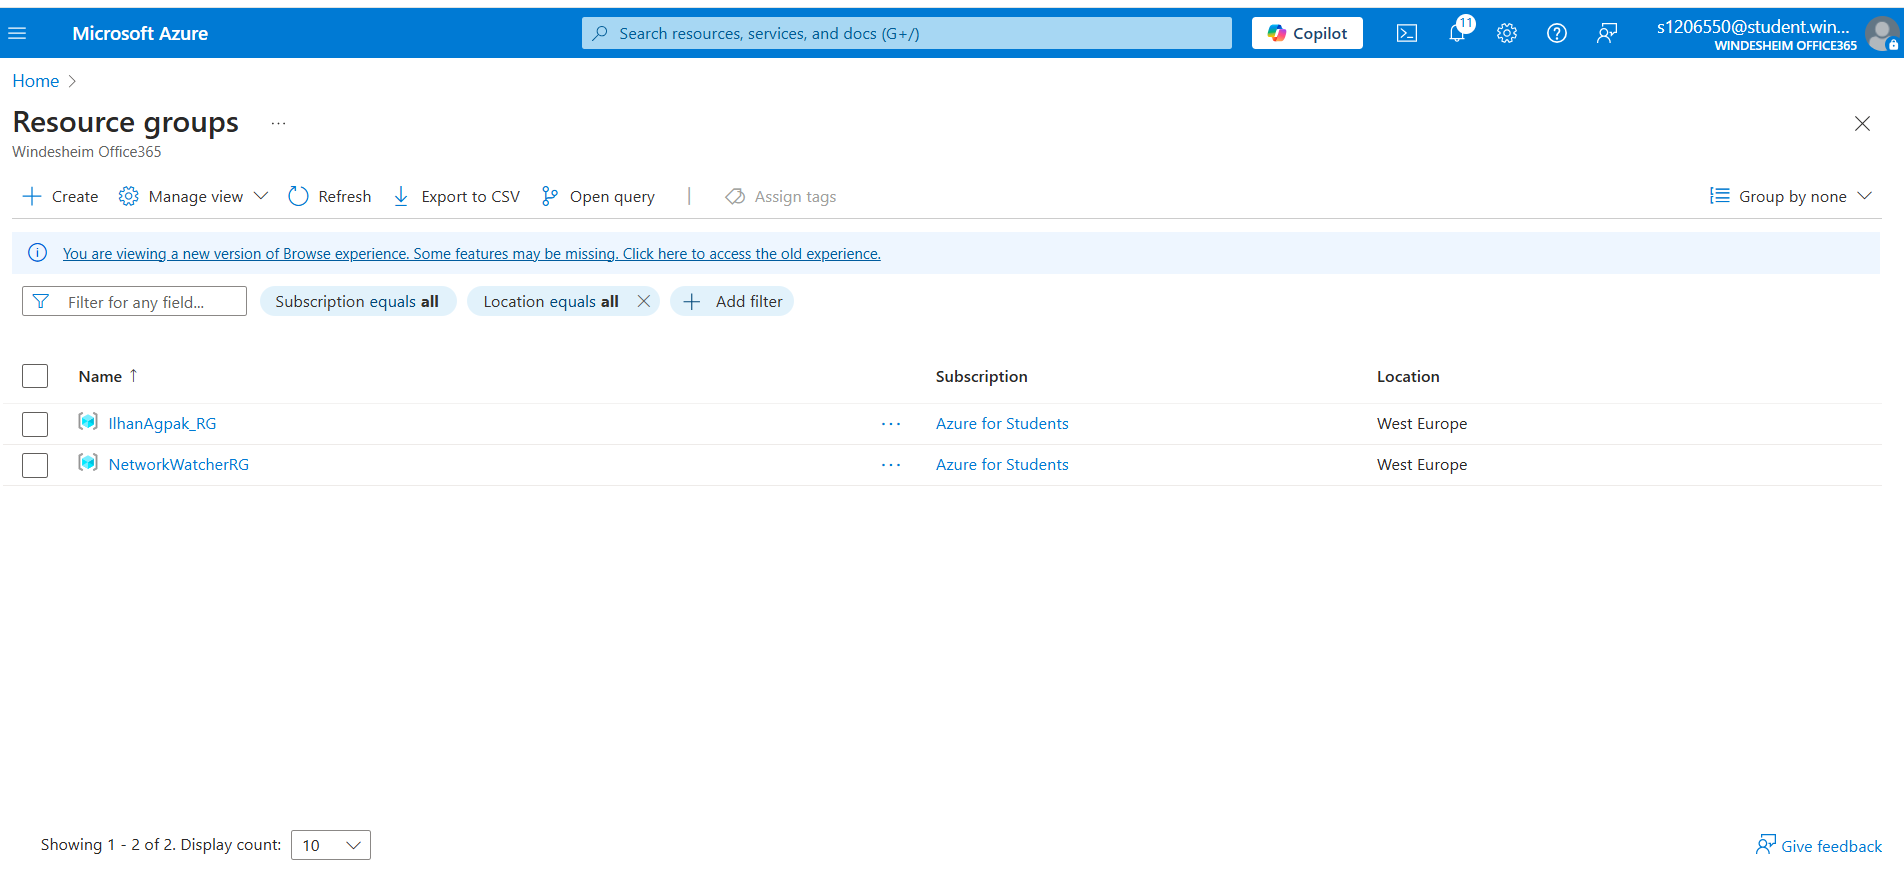 Microsoft Azure
Search resources, services, and docs (G+/)
Copilot
11
s1206550@student.win...
WINDESHEIM OFFICE365
Home
Resource groups ...
Windesheim Office365
Create Manage view Refresh Export to CSV Open query | Assign tags Group by none
You are viewing a new version of Browse experience. Some features may be missing. Click here to access the old experience.
Filter for any field... Subscription equals all Location equals all Add filter
Name ↑ Subscription Location
IlhanAgpak_RG ... Azure for Students West Europe
NetworkWatcherRG ... Azure for Students West Europe
Showing 1 - 2 of 2. Display count: 10
Give feedback